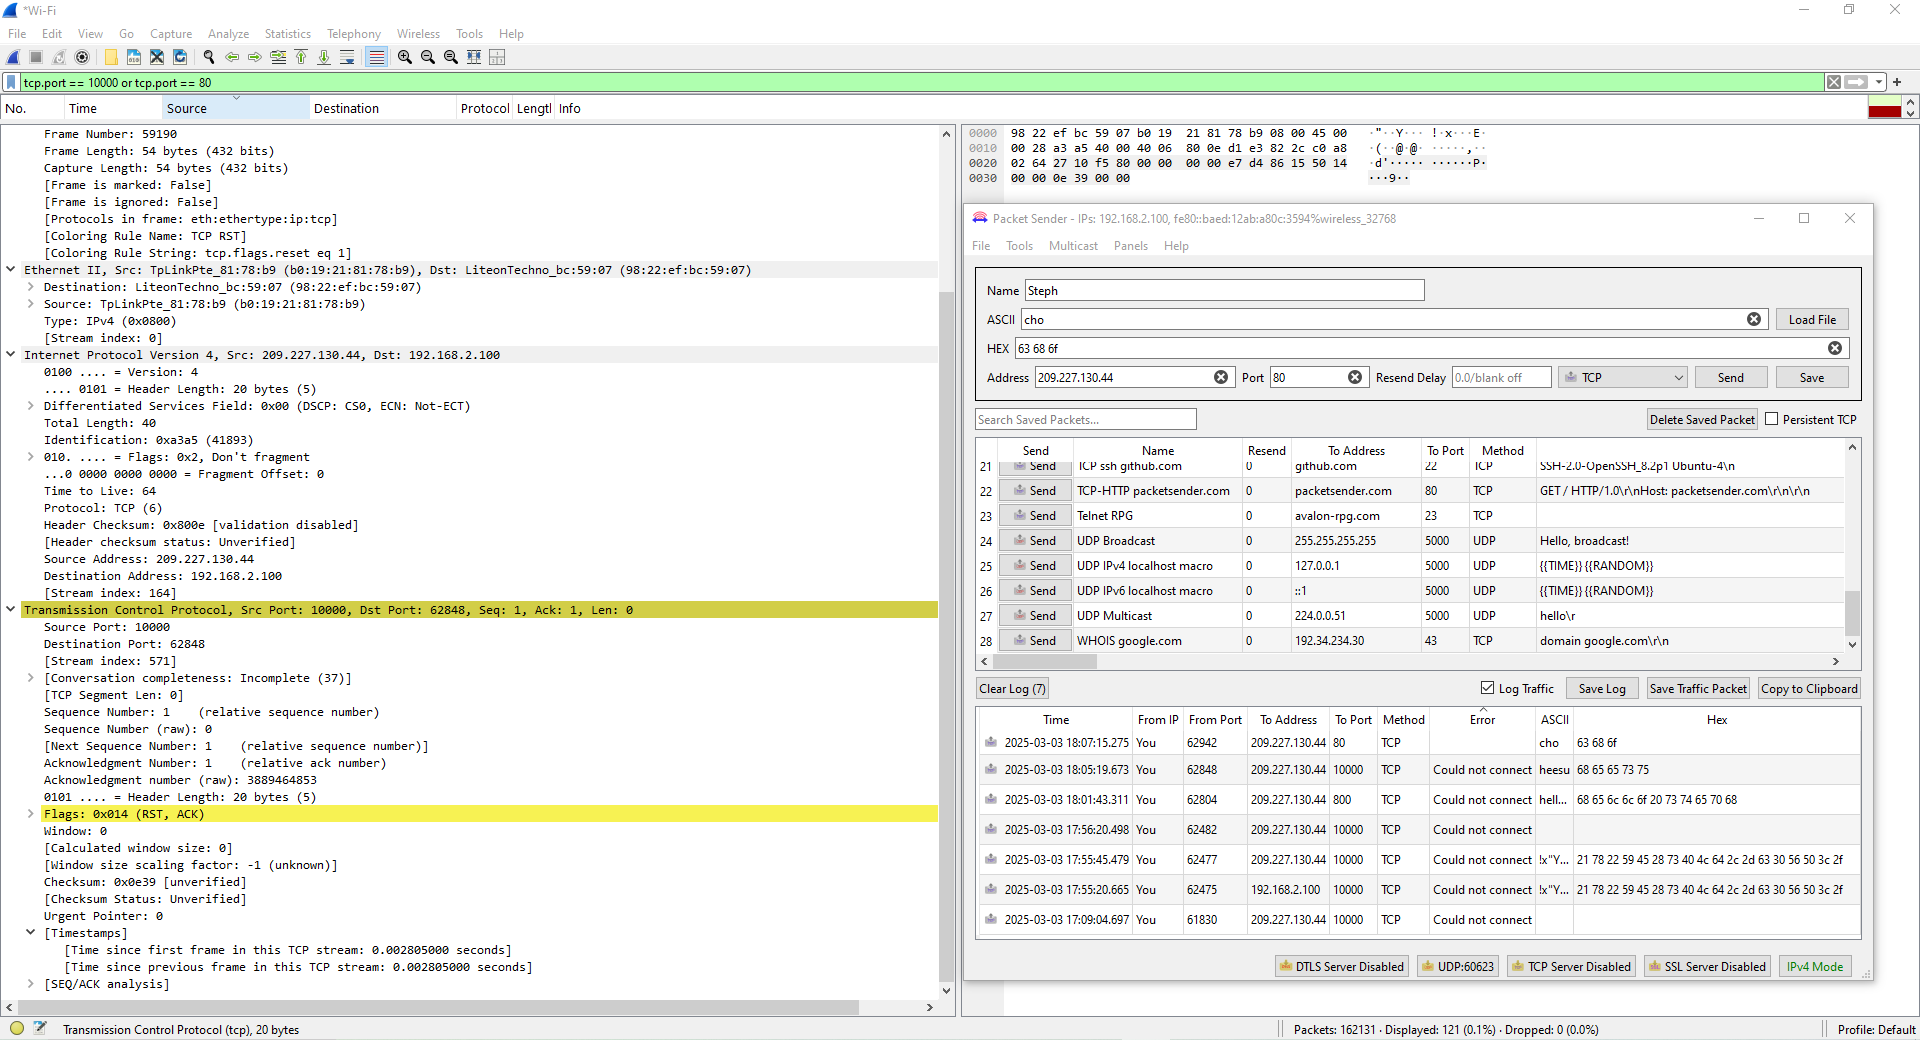 *Wi-Fi
File Edit View Go Capture Analyze Statistics Telephony Wireless Tools Help
tcp.port == 10000 or tcp.port == 80
No. Time Source Destination Protocol Lengtl Info
Frame Number: 59190
Frame Length: 54 bytes (432 bits)
Capture Length: 54 bytes (432 bits)
[Frame is marked: False]
[Frame is ignored: False]
[Protocols in frame: eth:ethertype:ip:tcp]
[Coloring Rule Name: TCP RST]
[Coloring Rule String: tcp.flags.reset eq 1]
Ethernet II, Src: TpLinkPte_81:78:b9 (b0:19:21:81:78:b9), Dst: LiteonTechno_bc:59:07 (98:22:ef:bc:59:07)
Destination: LiteonTechno_bc:59:07 (98:22:ef:bc:59:07)
Source: TpLinkPte_81:78:b9 (b0:19:21:81:78:b9)
Type: IPv4 (0x0800)
[Stream index: 0]
Internet Protocol Version 4, Src: 209.227.130.44, Dst: 192.168.2.100
0100 .... = Version: 4
.... 0101 = Header Length: 20 bytes (5)
Differentiated Services Field: 0x00 (DSCP: CS0, ECN: Not-ECT)
Total Length: 40
Identification: 0xa3a5 (41893)
010. .... = Flags: 0x2, Don't fragment
...0 0000 0000 0000 = Fragment Offset: 0
Time to Live: 64
Protocol: TCP (6)
Header Checksum: 0x800e [validation disabled]
[Header checksum status: Unverified]
Source Address: 209.227.130.44
Destination Address: 192.168.2.100
[Stream index: 164]
Transmission Control Protocol, Src Port: 10000, Dst Port: 62848, Seq: 1, Ack: 1, Len: 0
Source Port: 10000
Destination Port: 62848
[Stream index: 571]
[Conversation completeness: Incomplete (37)]
[TCP Segment Len: 0]
Sequence Number: 1 (relative sequence number)
Sequence Number (raw): 0
[Next Sequence Number: 1 (relative sequence number)]
Acknowledgment Number: 1 (relative ack number)
Acknowledgment number (raw): 3889464853
0101 .... = Header Length: 20 bytes (5)
Flags: 0x014 (RST, ACK)
Window: 0
[Calculated window size: 0]
[Window size scaling factor: -1 (unknown)]
Checksum: 0x0e39 [unverified]
[Checksum Status: Unverified]
Urgent Pointer: 0
[Timestamps]
[Time since first frame in this TCP stream: 0.002805000 seconds]
[Time since previous frame in this TCP stream: 0.002805000 seconds]
[SEQ/ACK analysis]
0000 98 22 ef bc 59 07 b0 19 21 81 78 b9 08 00 45 00 ·"··Y··· !·x···E·
0010 00 28 a3 a5 40 00 40 06 80 0e d1 e3 82 2c c0 a8 ·(··@·@· ·····,··
0020 02 64 27 10 f5 80 00 00 00 00 e7 d4 86 15 50 14 ·d'····· ······P·
0030 00 00 0e 39 00 00 ···9··
Packet Sender - IPs: 192.168.2.100, fe80::baed:12ab:a80c:3594%wireless_32768
File Tools Multicast Panels Help
Name Steph
ASCII cho Load File
HEX 63 68 6f
Address 209.227.130.44 Port 80 Resend Delay 0.0/blank off TCP Send Save
Search Saved Packets... Delete Saved Packet Persistent TCP
Send Name Resend To Address To Port Method
21 Send TCP ssh github.com 0 github.com 22 TCP SSH-2.0-OpenSSH_8.2p1 Ubuntu-4\n
22 Send TCP-HTTP packetsender.com 0 packetsender.com 80 TCP GET / HTTP/1.0\r\nHost: packetsender.com\r\n\r\n
23 Send Telnet RPG 0 avalon-rpg.com 23 TCP
24 Send UDP Broadcast 0 255.255.255.255 5000 UDP Hello, broadcast!
25 Send UDP IPv4 localhost macro 0 127.0.0.1 5000 UDP {{TIME}} {{RANDOM}}
26 Send UDP IPv6 localhost macro 0 ::1 5000 UDP {{TIME}} {{RANDOM}}
27 Send UDP Multicast 0 224.0.0.51 5000 UDP hello\r
28 Send WHOIS google.com 0 192.34.234.30 43 TCP domain google.com\r\n
Clear Log (7) Log Traffic Save Log Save Traffic Packet Copy to Clipboard
Time From IP From Port To Address To Port Method Error ASCII Hex
2025-03-03 18:07:15.275 You 62942 209.227.130.44 80 TCP cho 63 68 6f
2025-03-03 18:05:19.673 You 62848 209.227.130.44 10000 TCP Could not connect heesu 68 65 65 73 75
2025-03-03 18:01:43.311 You 62804 209.227.130.44 800 TCP Could not connect hell... 68 65 6c 6c 6f 20 73 74 65 70 68
2025-03-03 17:56:20.498 You 62482 209.227.130.44 10000 TCP Could not connect
2025-03-03 17:55:45.479 You 62477 209.227.130.44 10000 TCP Could not connect !x"Y... 21 78 22 59 45 28 73 40 4c 64 2c 2d 63 30 56 50 3c 2f
2025-03-03 17:55:20.665 You 62475 192.168.2.100 10000 TCP Could not connect !x"Y... 21 78 22 59 45 28 73 40 4c 64 2c 2d 63 30 56 50 3c 2f
2025-03-03 17:09:04.697 You 61830 209.227.130.44 10000 TCP Could not connect
DTLS Server Disabled UDP:60623 TCP Server Disabled SSL Server Disabled IPv4 Mode
Transmission Control Protocol (tcp), 20 bytes Packets: 162131 · Displayed: 121 (0.1%) · Dropped: 0 (0.0%) Profile: Default